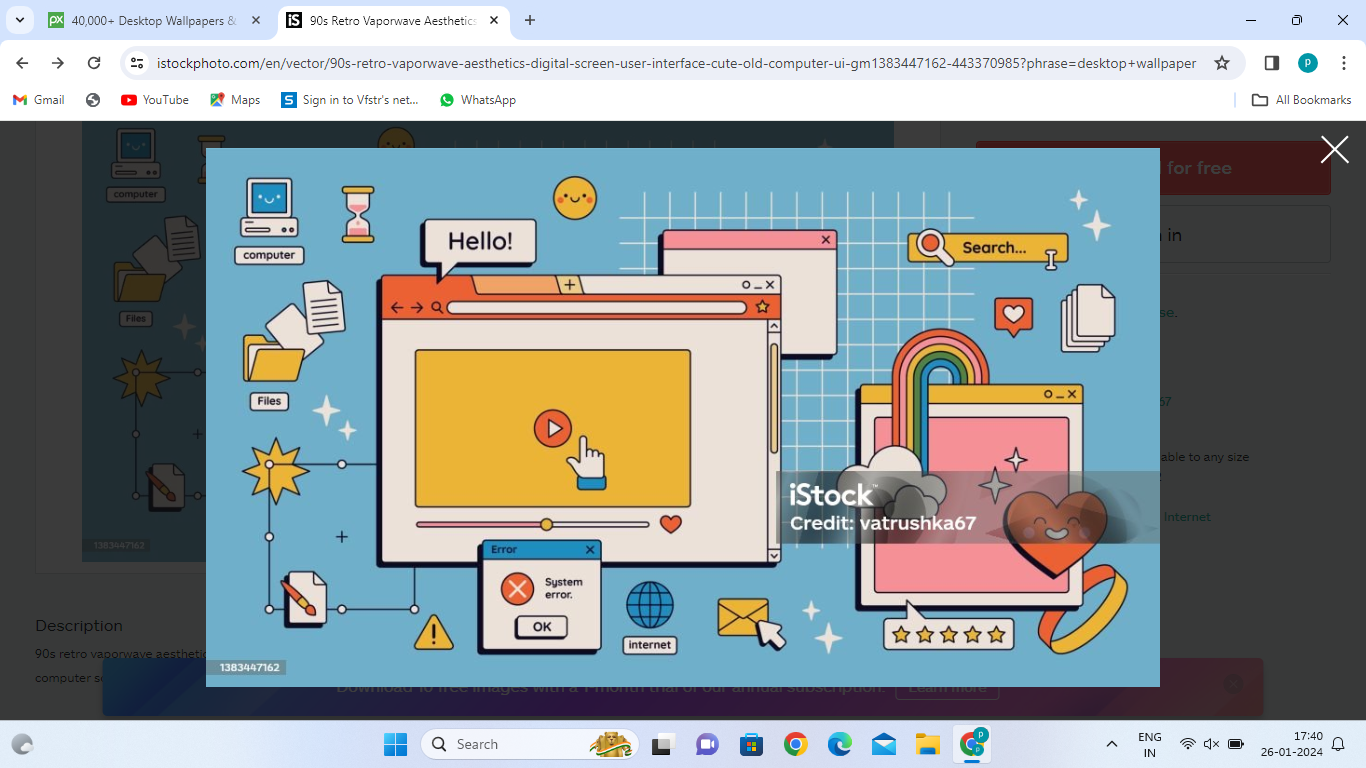 40,000+ Desktop Wallpapers &
90s Retro Vaporwave Aesthetics
istockphoto.com/en/vector/90s-retro-vaporwave-aesthetics-digital-screen-user-interface-cute-old-computer-ui-gm1383447162-443370985?phrase=desktop+wallpaper
P
Gmail
YouTube
Maps
Sign in to Vfstr's net...
WhatsApp
All Bookmarks
computer
Hello!
Search...
for free
in
computer
Files
Files
iStock
Credit: vatrushka67
able to any size
Internet
1383447162
Error
System
error.
OK
internet
1383447162
Description
90s retro vaporwave aesthetic
computer
Download 10 free images with a 1-month trial of our annual subscription.
Learn more
Search
ENG
IN
17:40
26-01-2024